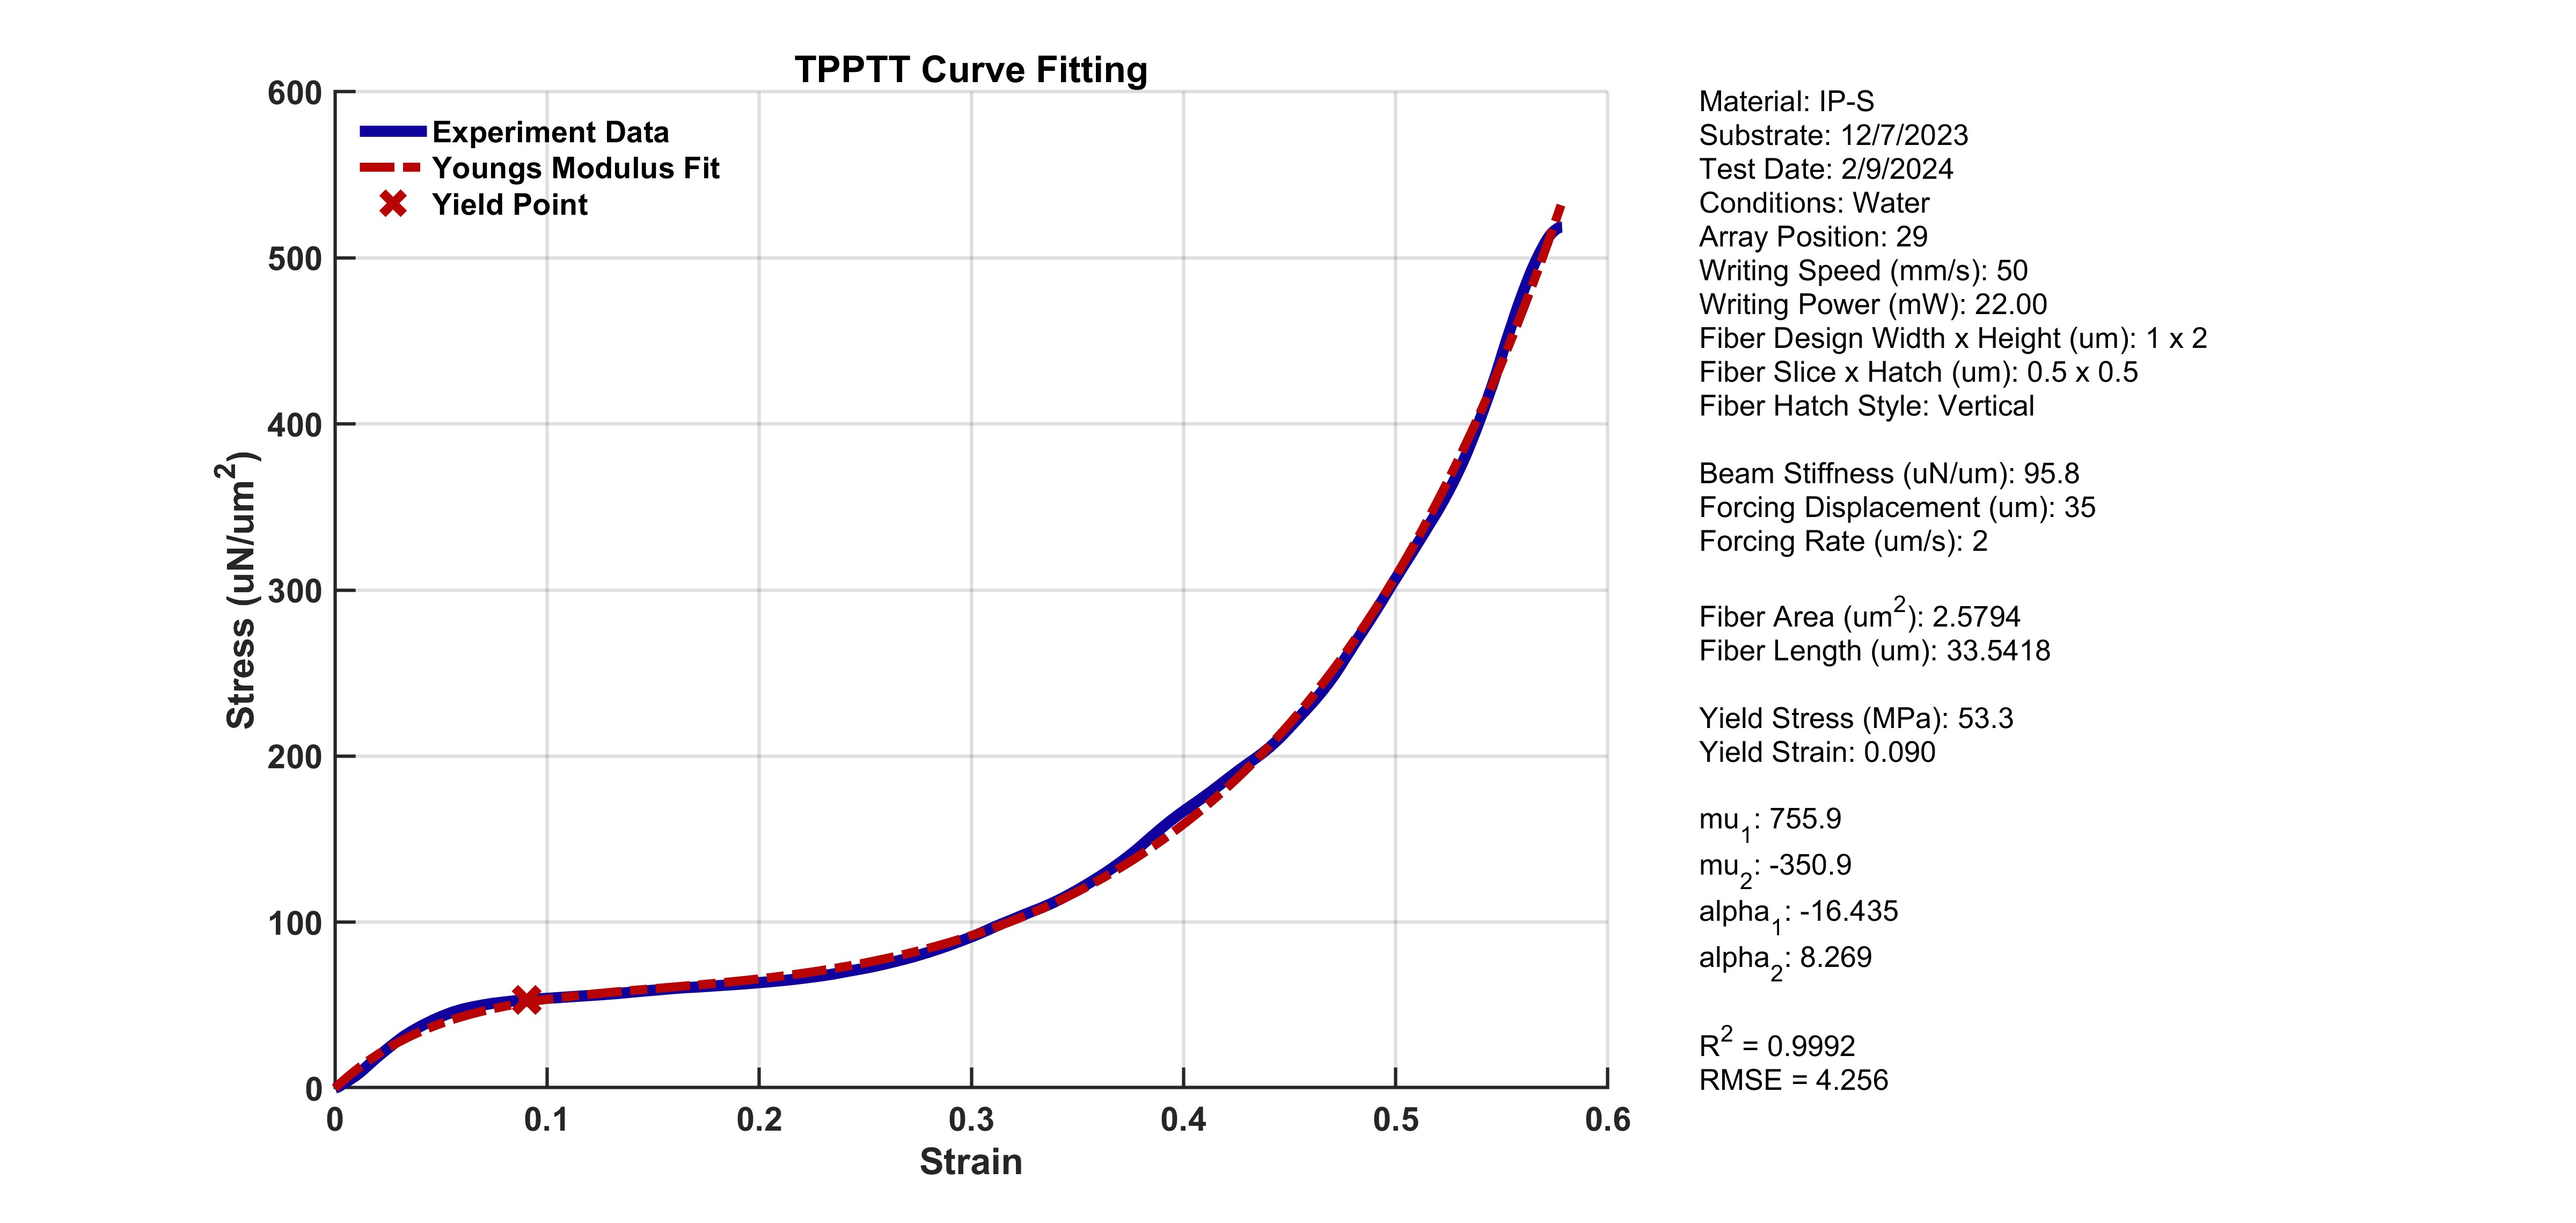 TPPTT Curve Fitting
600
500
400
300
200
100
0
Stress (uN/um²)
Experiment Data
Youngs Modulus Fit
Yield Point
0 0.1 0.2 0.3 0.4 0.5 0.6
Strain
Material: IP-S
Substrate: 12/7/2023
Test Date: 2/9/2024
Conditions: Water
Array Position: 29
Writing Speed (mm/s): 50
Writing Power (mW): 22.00
Fiber Design Width x Height (um): 1 x 2
Fiber Slice x Hatch (um): 0.5 x 0.5
Fiber Hatch Style: Vertical
Beam Stiffness (uN/um): 95.8
Forcing Displacement (um): 35
Forcing Rate (um/s): 2
Fiber Area (um²): 2.5794
Fiber Length (um): 33.5418
Yield Stress (MPa): 53.3
Yield Strain: 0.090
mu₁: 755.9
mu₂: -350.9
alpha₁: -16.435
alpha₂: 8.269
R² = 0.9992
RMSE = 4.256